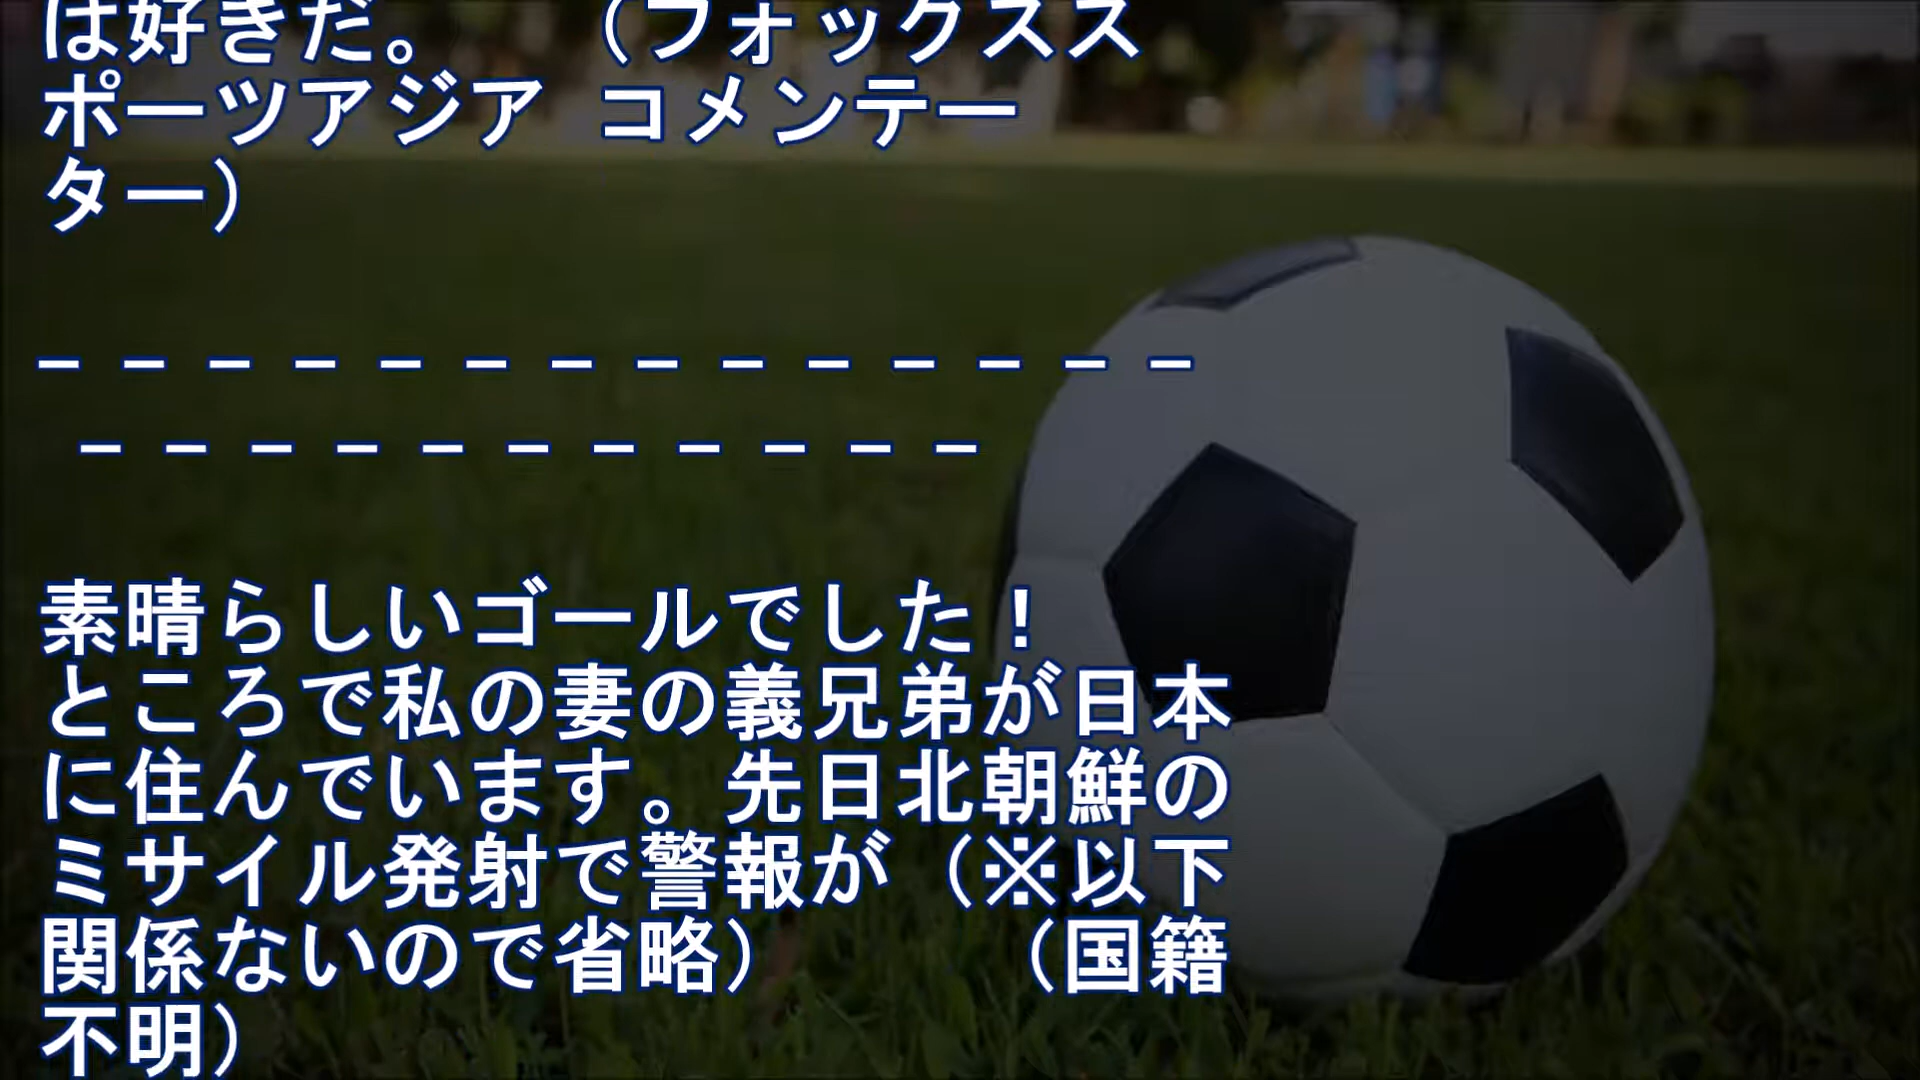 は好きだ。　　（フォックスス
ポーツアジア　コメンテー
ター）
－－－－－－－－－－－－－－
－－－－－－－－－－－
素晴らしいゴールでした！
ところで私の妻の義兄弟が日本
に住んでいます。先日北朝鮮の
ミサイル発射で警報が（※以下
関係ないので省略）　　　（国籍
不明）